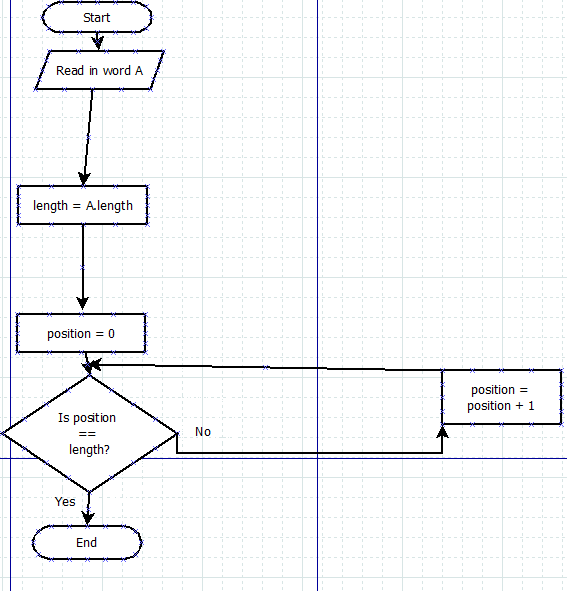 Start
Read in word A
length = A.length
position = 0
position =
position + 1
Is position
==
length?
No
Yes
End